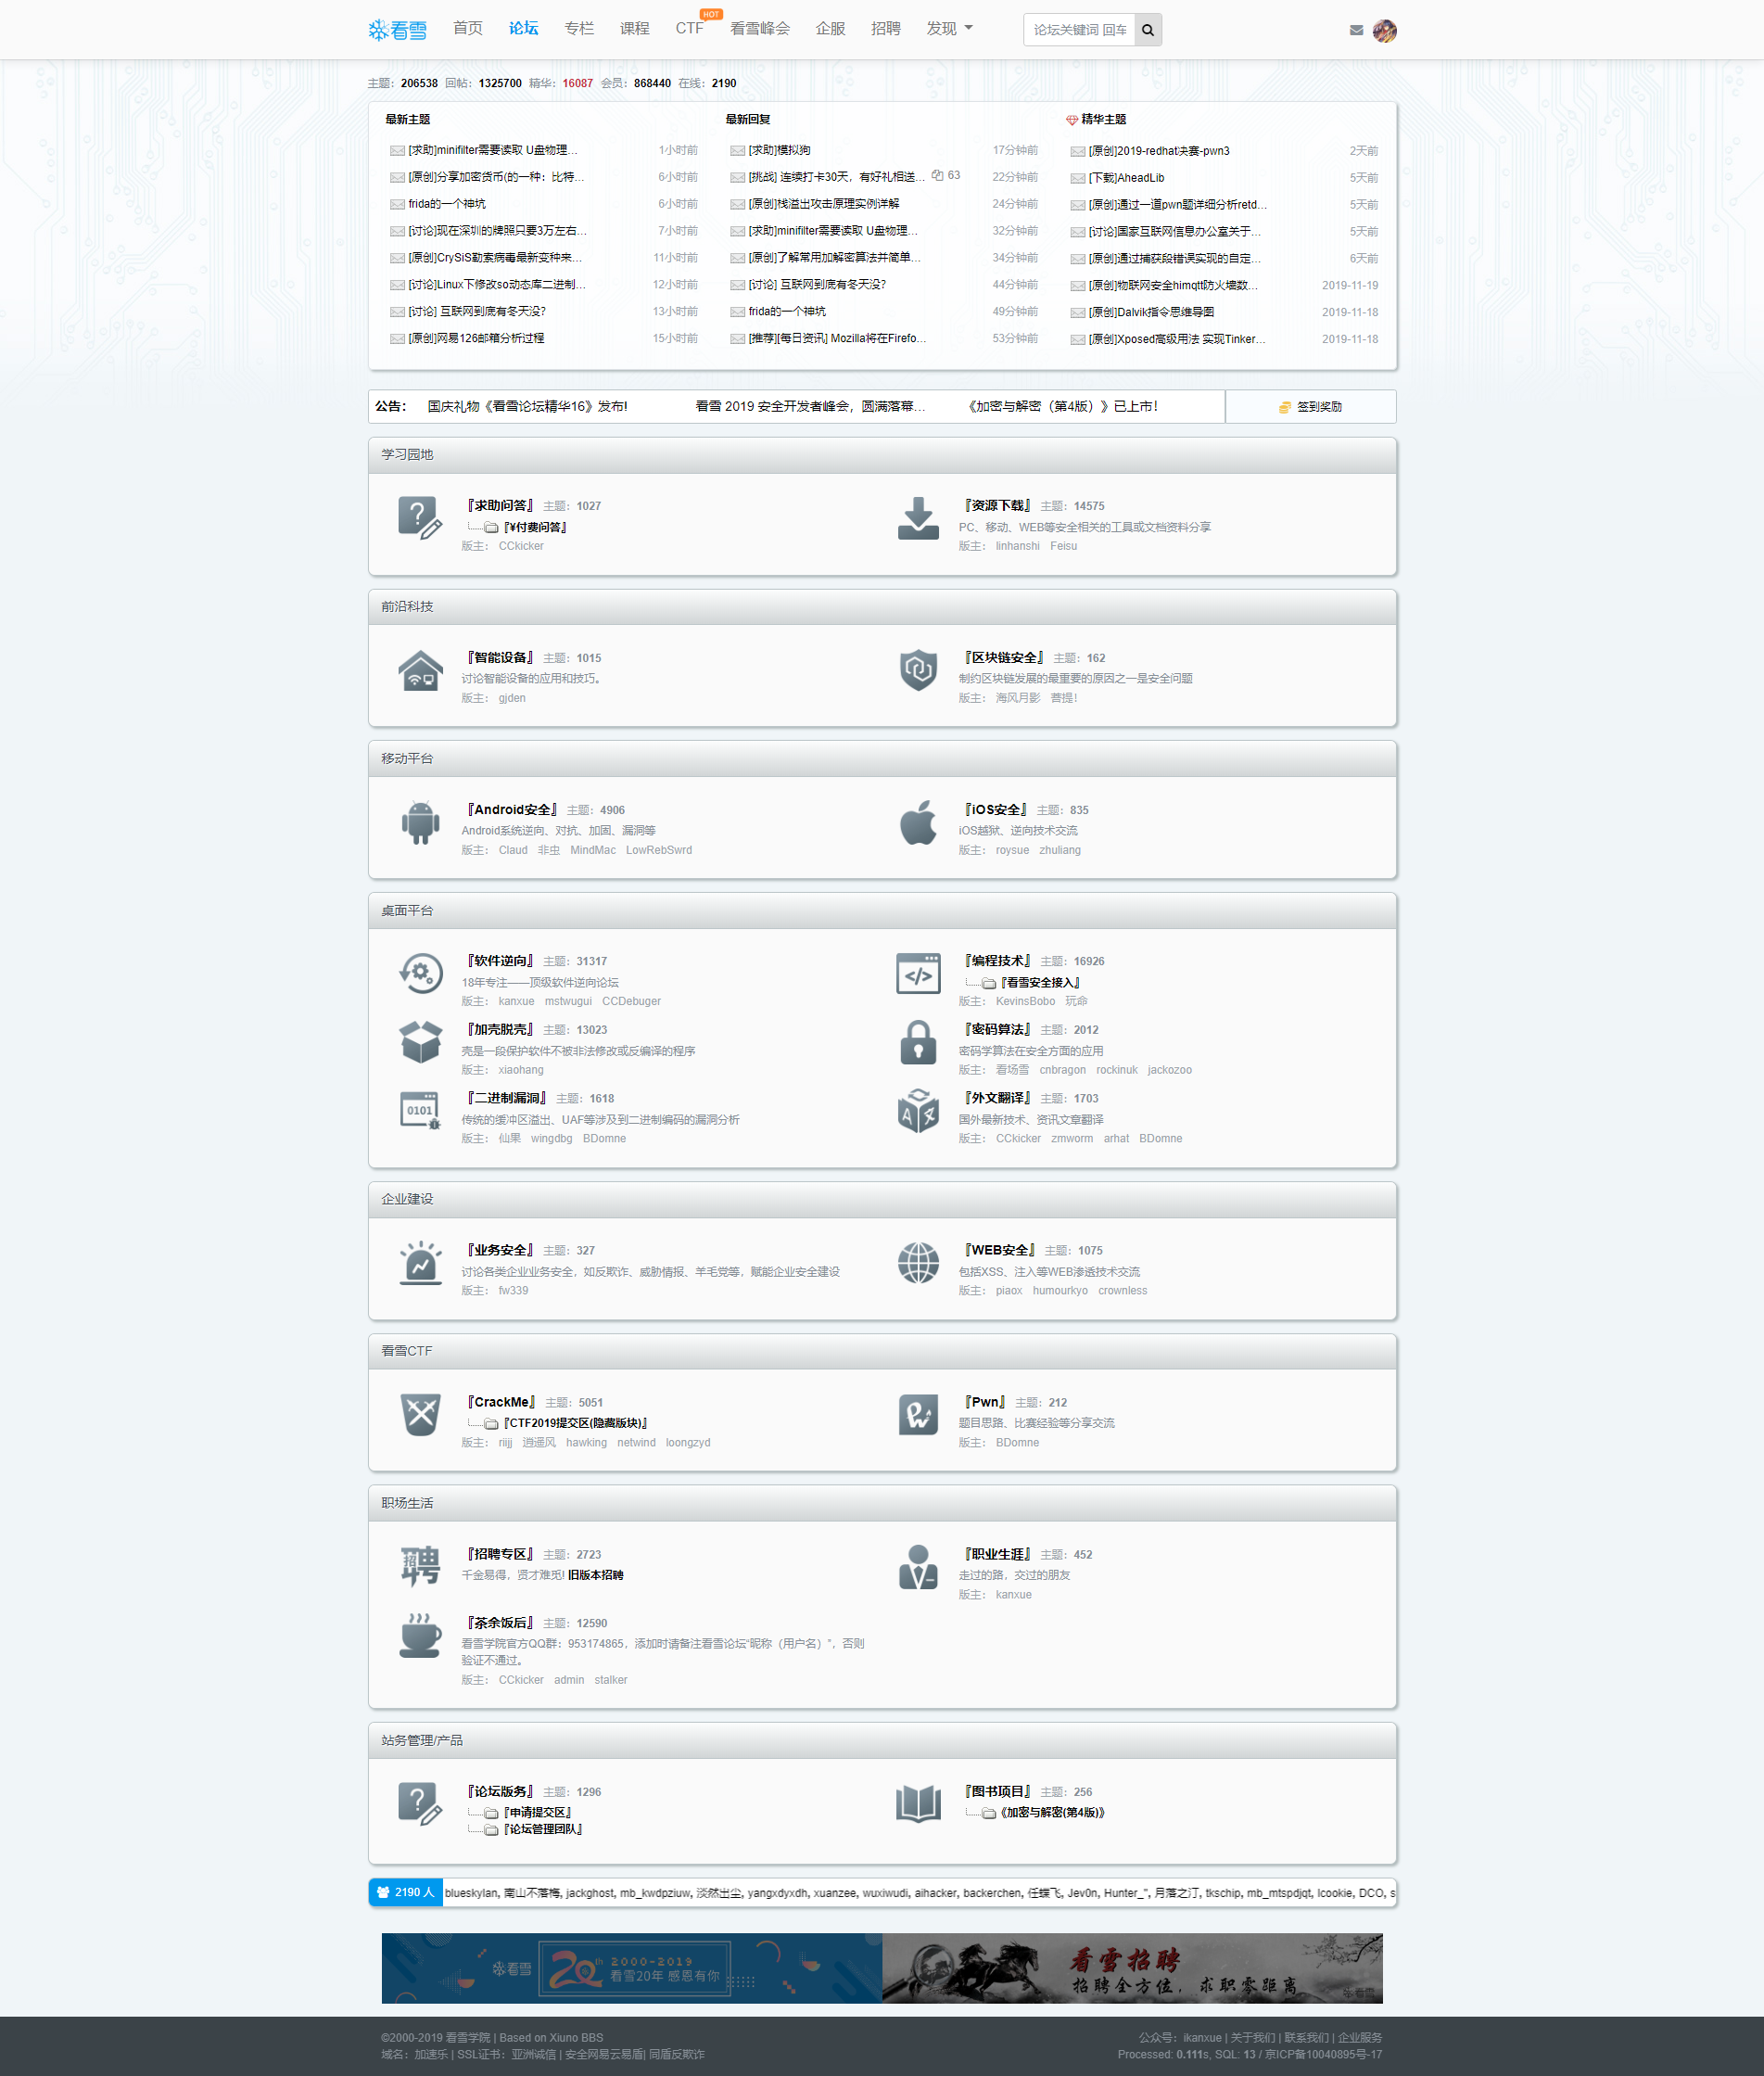 看雪 首页 论坛 专栏 课程 CTF HOT 看雪峰会 企服 招聘 发现 论坛关键词 回车
主题：206538 回帖：1325700 精华：16087 会员：868440 在线：2190
最新主题
[求助]minifilter需要读取 U盘物理... 1小时前
[原创]分享加密货币(的一种：比特... 6小时前
frida的一个神坑 6小时前
[讨论]现在深圳的牌照只要3万左右... 7小时前
[原创]CrySiS勒索病毒最新变种来... 11小时前
[讨论]Linux下修改so动态库二进制... 12小时前
[讨论] 互联网到底有冬天没? 13小时前
[原创]网易126邮箱分析过程 15小时前
最新回复
[求助]模拟狗 17分钟前
[挑战] 连续打卡30天，有好礼相送... 63 22分钟前
[原创]栈溢出攻击原理实例详解 24分钟前
[求助]minifilter需要读取 U盘物理... 32分钟前
[原创]了解常用加解密算法并简单... 34分钟前
[讨论] 互联网到底有冬天没? 44分钟前
frida的一个神坑 49分钟前
[推荐][每日资讯] Mozilla将在Firefo... 53分钟前
精华主题
[原创]2019-redhat决赛-pwn3 2天前
[下载]AheadLib 5天前
[原创]通过一道pwn题详细分析retd... 5天前
[讨论]国家互联网信息办公室关于... 5天前
[原创]通过捕获段错误实现的自定... 6天前
[原创]物联网安全himqtt防火墙数... 2019-11-19
[原创]Dalvik指令思维导图 2019-11-18
[原创]Xposed高级用法 实现Tinker... 2019-11-18
公告： 国庆礼物《看雪论坛精华16》发布! 看雪 2019 安全开发者峰会，圆满落幕... 《加密与解密（第4版）》已上市! 签到奖励
学习园地
『求助问答』 主题：1027
『¥付费问答』
版主： CCkicker
『资源下载』 主题：14575
PC、移动、WEB等安全相关的工具或文档资料分享
版主： linhanshi Feisu
前沿科技
『智能设备』 主题：1015
讨论智能设备的应用和技巧。
版主： gjden
『区块链安全』 主题：162
制约区块链发展的最重要的原因之一是安全问题
版主： 海风月影 菩提!
移动平台
『Android安全』 主题：4906
Android系统逆向、对抗、加固、漏洞等
版主： Claud 非虫 MindMac LowRebSwrd
『iOS安全』 主题：835
iOS越狱、逆向技术交流
版主： roysue zhuliang
桌面平台
『软件逆向』 主题：31317
18年专注——顶级软件逆向论坛
版主： kanxue mstwugui CCDebuger
『编程技术』 主题：16926
『看雪安全接入』
版主： KevinsBobo 玩命
『加壳脱壳』 主题：13023
壳是一段保护软件不被非法修改或反编译的程序
版主： xiaohang
『密码算法』 主题：2012
密码学算法在安全方面的应用
版主： 看场雪 cnbragon rockinuk jackozoo
0101
『二进制漏洞』 主题：1618
传统的缓冲区溢出、UAF等涉及到二进制编码的漏洞分析
版主： 仙果 wingdbg BDomne
『外文翻译』 主题：1703
国外最新技术、资讯文章翻译
版主： CCkicker zmworm arhat BDomne
企业建设
『业务安全』 主题：327
讨论各类企业业务安全，如反欺诈、威胁情报、羊毛党等，赋能企业安全建设
版主： fw339
『WEB安全』 主题：1075
包括XSS、注入等WEB渗透技术交流
版主： piaox humourkyo crownless
看雪CTF
『CrackMe』 主题：5051
『CTF2019提交区(隐藏版块)』
版主： riijj 逍遥风 hawking netwind loongzyd
『Pwn』 主题：212
题目思路、比赛经验等分享交流
版主： BDomne
职场生活
招聘
『招聘专区』 主题：2723
千金易得，贤才难觅! 旧版本招聘
『职业生涯』 主题：452
走过的路，交过的朋友
版主： kanxue
『茶余饭后』 主题：12590
看雪学院官方QQ群：953174865，添加时请备注看雪论坛“昵称（用户名）”，否则
验证不通过。
版主： CCkicker admin stalker
站务管理/产品
『论坛版务』 主题：1296
『申请提交区』
『论坛管理团队』
『图书项目』 主题：256
《加密与解密(第4版)》
2190 人 blueskylan, 南山不落梅, jackghost, mb_kwdpziuw, 淡然出尘, yangxdyxdh, xuanzee, wuxiwudi, aihacker, backerchen, 任蝶飞, Jev0n, Hunter_", 月落之汀, tkschip, mb_mtspdjqt, lcookie, DCO, s
看雪 20th 2000-2019
看雪20年 感恩有你
看雪招聘
招聘全方位，求职零距离
看雪
©2000-2019 看雪学院 | Based on Xiuno BBS
域名：加速乐 | SSL证书：亚洲诚信 | 安全网易云易盾| 同盾反欺诈
公众号：ikanxue | 关于我们 | 联系我们 | 企业服务
Processed: 0.111s, SQL: 13 / 京ICP备10040895号-17